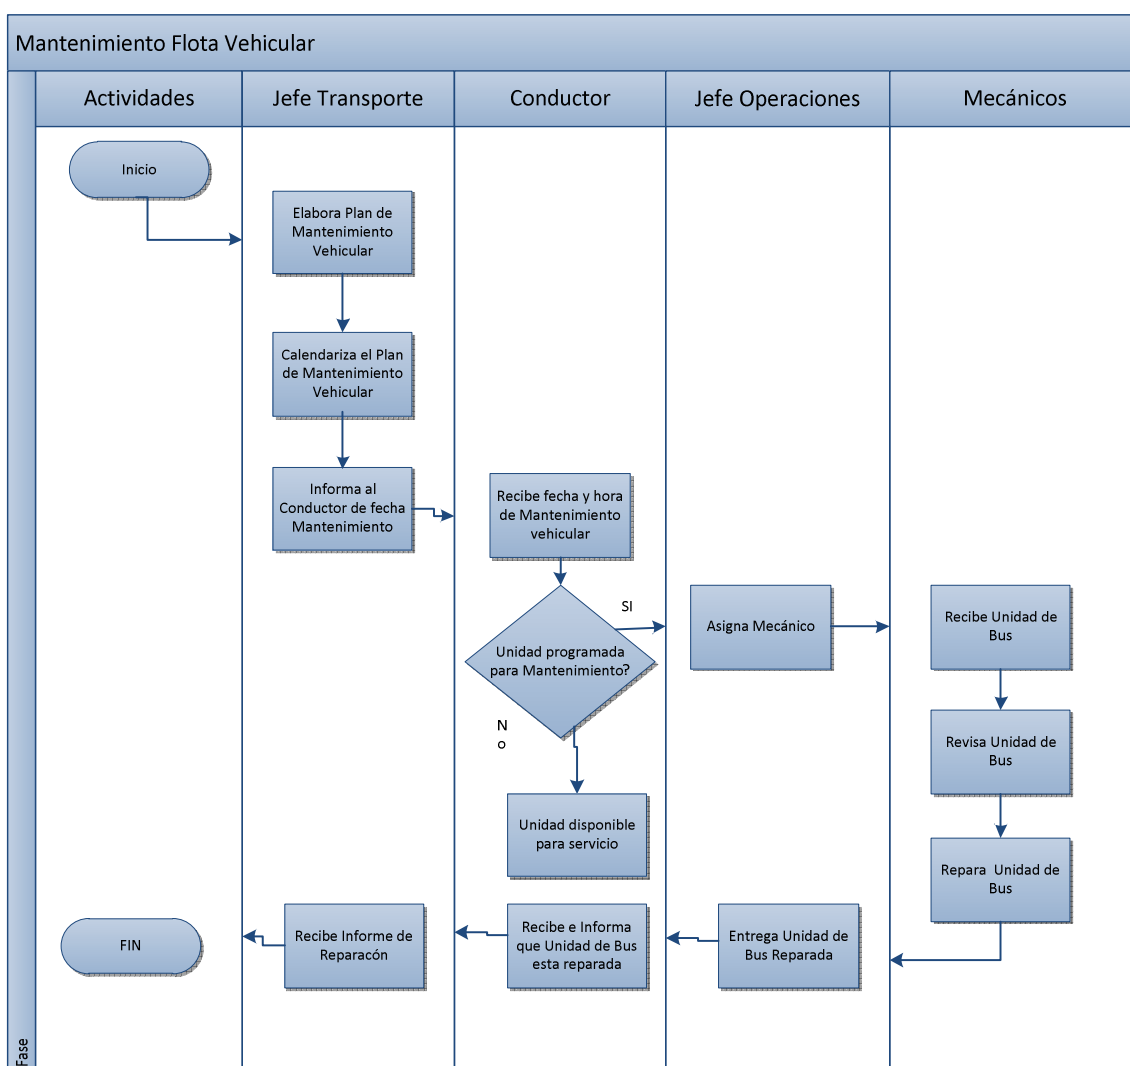 Mantenimiento Flota Vehicular
Actividades
Jefe Transporte
Conductor
Jefe Operaciones
Mecánicos
Inicio
Elabora Plan de
Mantenimiento
Vehicular
Calendariza el Plan
de Mantenimiento
Vehicular
Informa al
Conductor de fecha
Mantenimiento
Recibe fecha y hora
de Mantenimiento
vehicular
SI
Unidad programada
para Mantenimiento?
N
o
Asigna Mecánico
Recibe Unidad de
Bus
Revisa Unidad de
Bus
Unidad disponible
para servicio
Repara  Unidad de
Bus
FIN
Recibe Informe de
Reparacón
Recibe e Informa
que Unidad de Bus
esta reparada
Entrega Unidad de
Bus Reparada
Fase